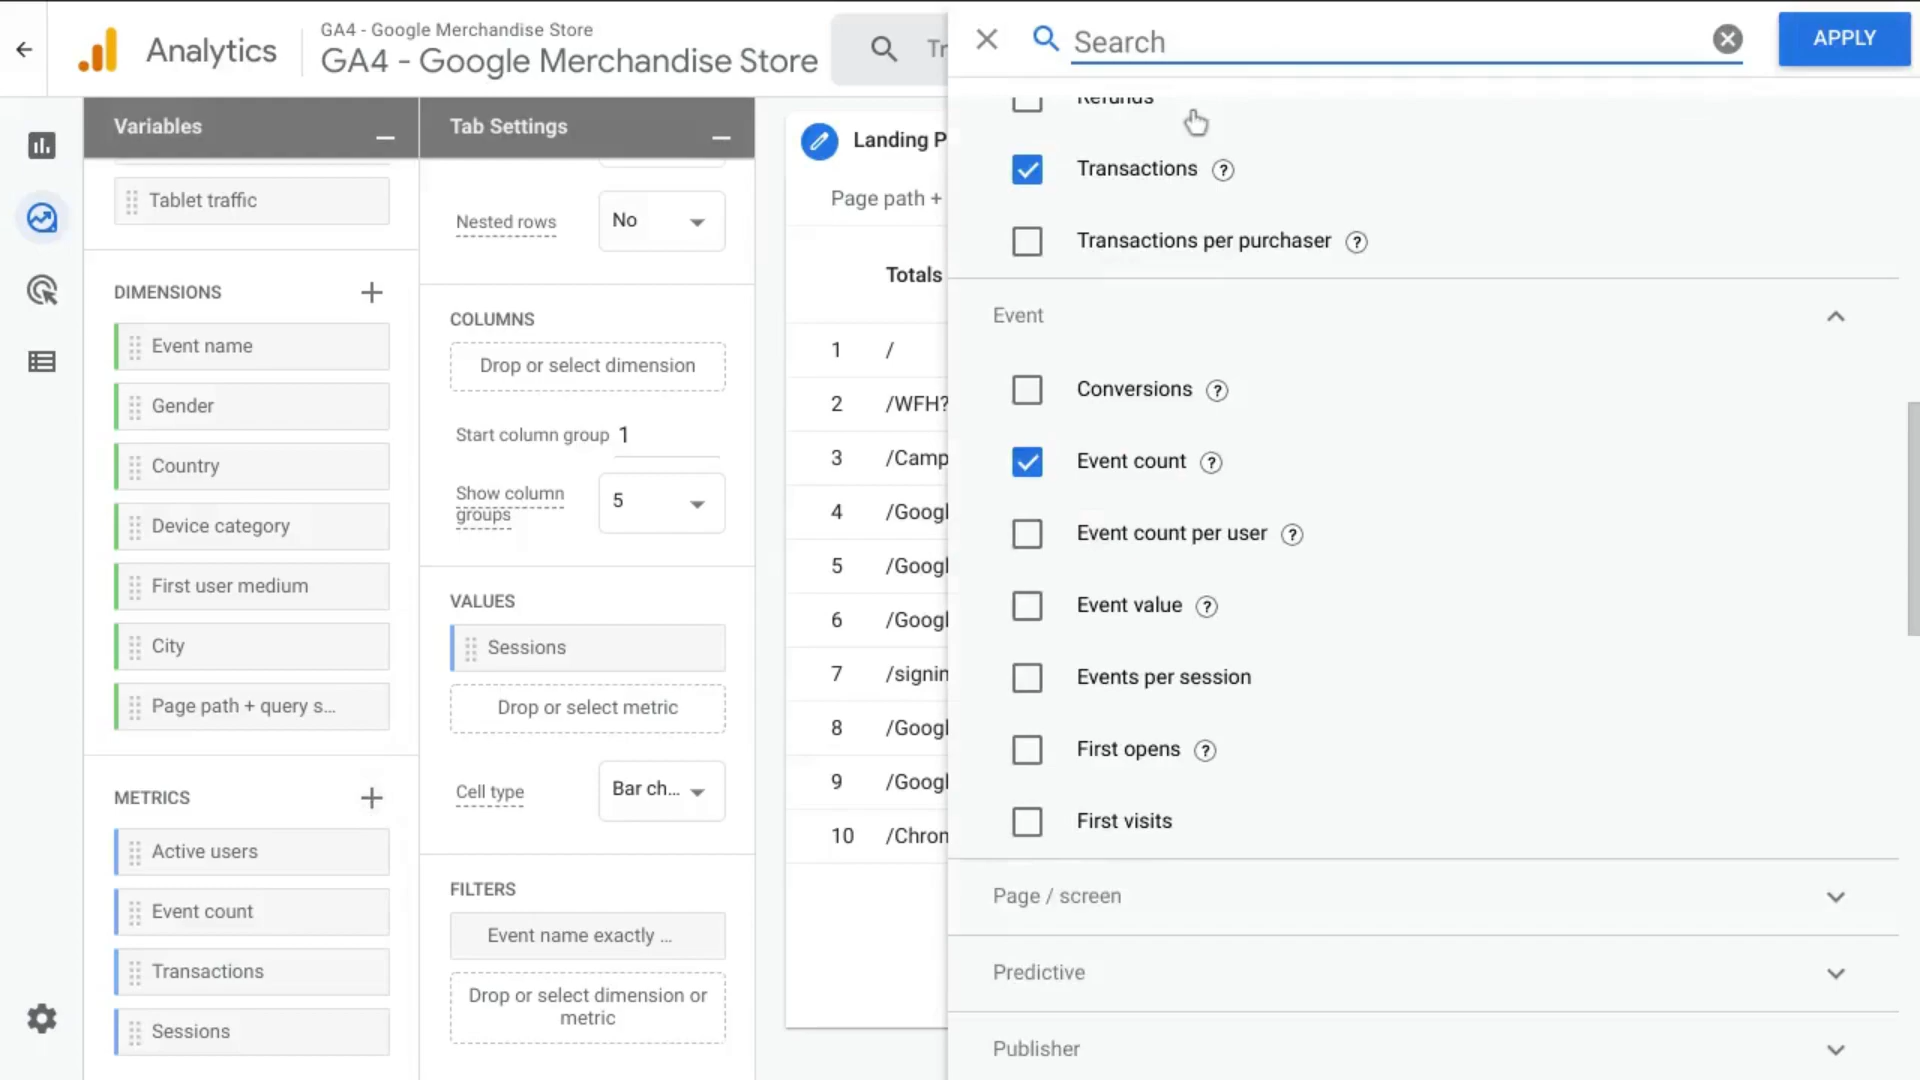 Analytics
GA4 - Google Merchandise Store
GA4 - Google Merchandise Store
Tr
Search
APPLY
Variables
Tablet traffic
DIMENSIONS
Event name
Gender
Country
Device category
First user medium
City
Page path + query s...
METRICS
Active users
Event count
Transactions
Sessions
Tab Settings
Nested rows
No
COLUMNS
Drop or select dimension
Start column group 1
Show column
groups
5
VALUES
Sessions
Drop or select metric
Cell type
Bar ch...
FILTERS
Event name exactly ...
Drop or select dimension or
metric
Landing P
Page path +
Totals
1 /
2 /WFH?
3 /Camp
4 /Googl
5 /Googl
6 /Googl
7 /signin
8 /Googl
9 /Googl
10 /Chron
Refunds
Transactions ?
Transactions per purchaser ?
Event
Conversions ?
Event count ?
Event count per user ?
Event value ?
Events per session
First opens ?
First visits
Page / screen
Predictive
Publisher